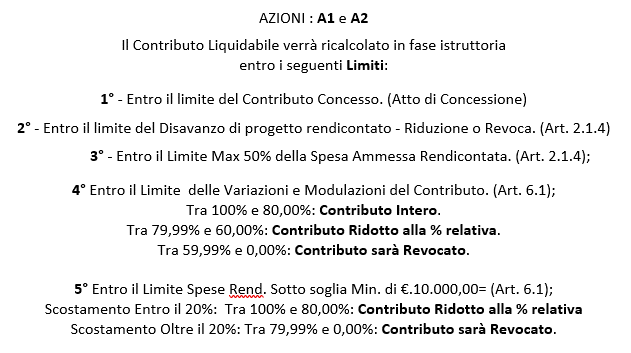 AZIONI : A1 e A2
Il Contributo Liquidabile verrà ricalcolato in fase istruttoria
entro i seguenti Limiti:
1° - Entro il limite del Contributo Concesso. (Atto di Concessione)
2° - Entro il limite del Disavanzo di progetto rendicontato - Riduzione o Revoca. (Art. 2.1.4)
3° - Entro il Limite Max 50% della Spesa Ammessa Rendicontata. (Art. 2.1.4);
4° Entro il Limite  delle Variazioni e Modulazioni del Contributo. (Art. 6.1);
Tra 100% e 80,00%: Contributo Intero.
Tra 79,99% e 60,00%: Contributo Ridotto alla % relativa.
Tra 59,99% e 0,00%: Contributo sarà Revocato.
5° Entro il Limite Spese Rend. Sotto soglia Min. di €.10.000,00= (Art. 6.1);
Scostamento Entro il 20%:  Tra 100% e 80,00%: Contributo Ridotto alla % relativa
Scostamento Oltre il 20%: Tra 79,99% e 0,00%: Contributo sarà Revocato.